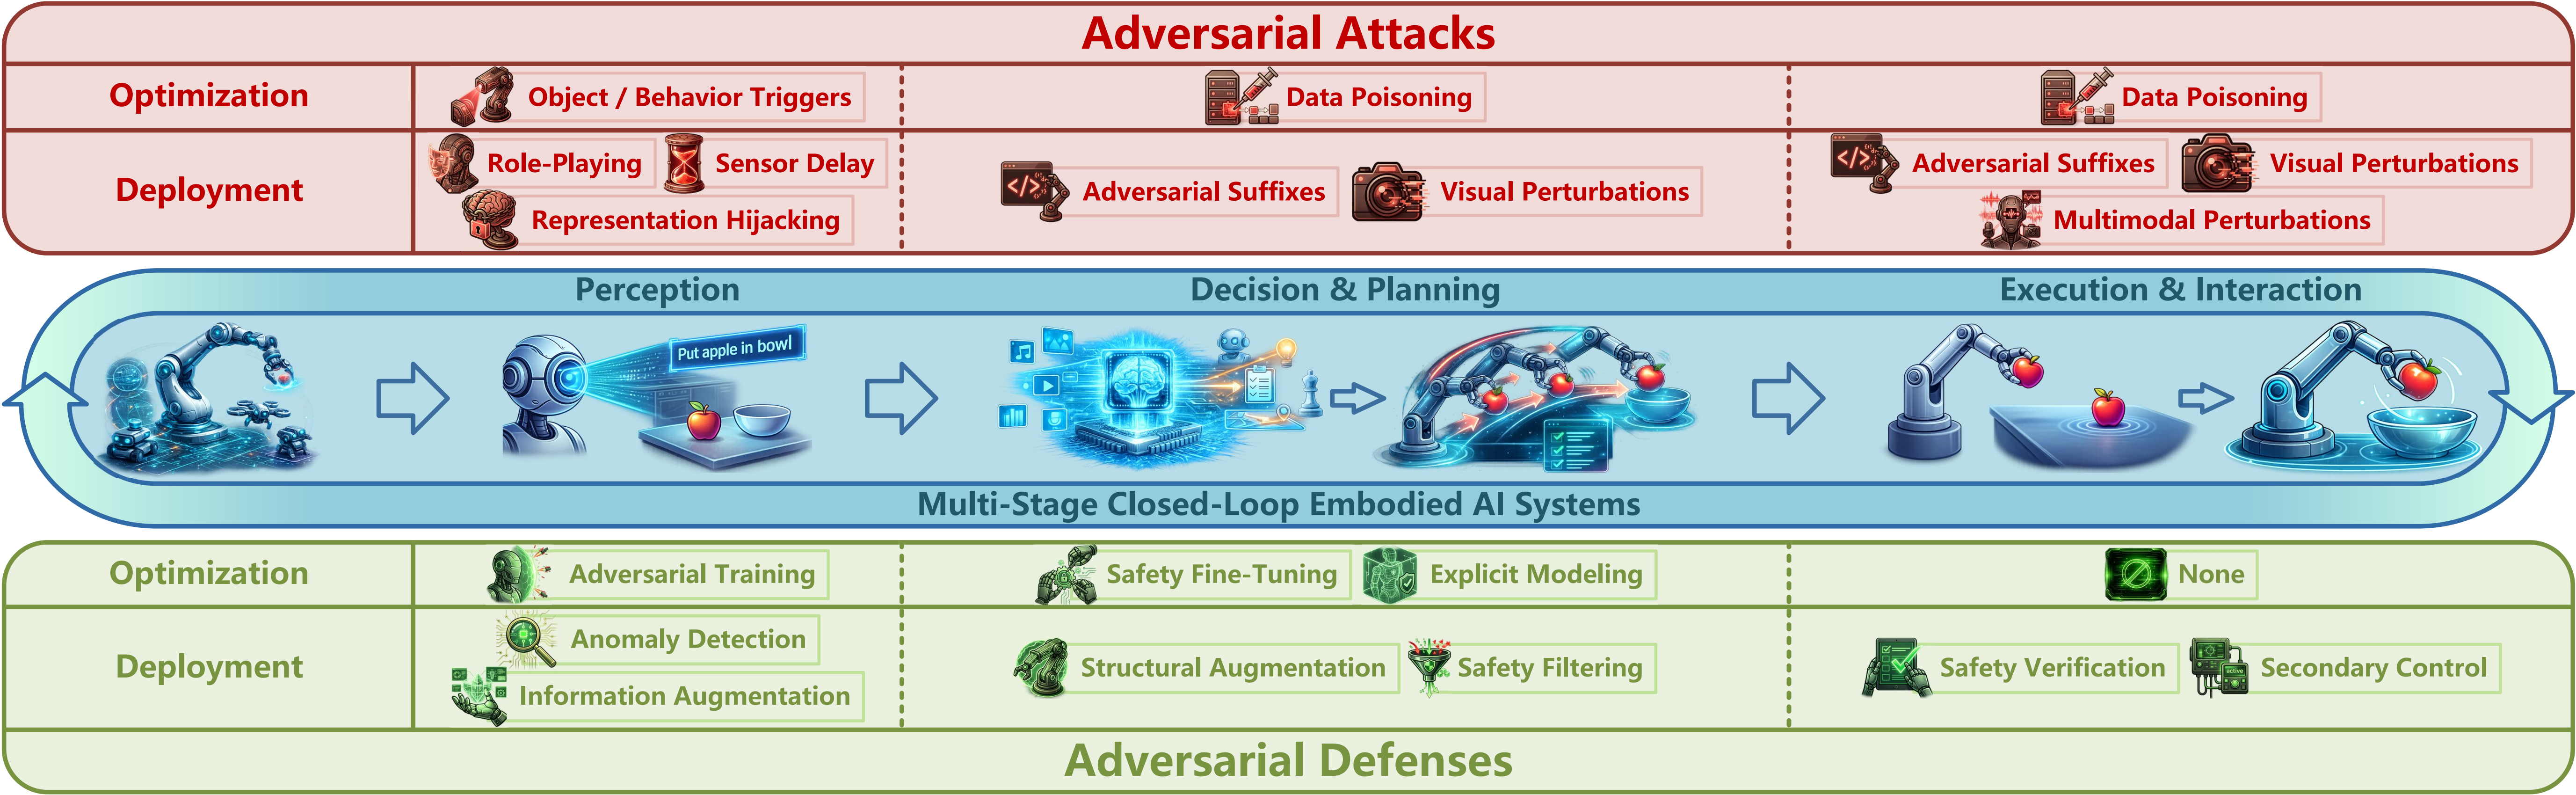 Adversarial Attacks
Optimization
Object / Behavior Triggers
Data Poisoning
Data Poisoning
Deployment
Role-Playing
Sensor Delay
Representation Hijacking
Adversarial Suffixes
Visual Perturbations
Adversarial Suffixes
Visual Perturbations
Multimodal Perturbations
Perception
Decision & Planning
Execution & Interaction
Put apple in bowl
Multi-Stage Closed-Loop Embodied AI Systems
Optimization
Adversarial Training
Safety Fine-Tuning
Explicit Modeling
None
Deployment
Anomaly Detection
Information Augmentation
Structural Augmentation
Safety Filtering
Safety Verification
active
Secondary Control
Adversarial Defenses